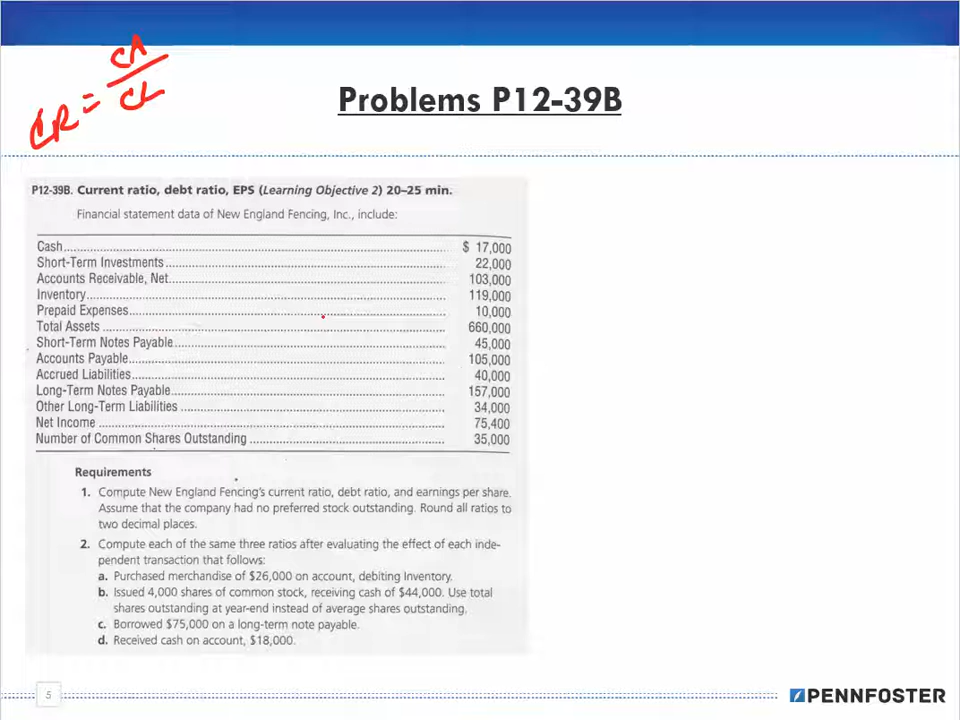 CR = CA
CL
Problems P12-39B
P12-39B. Current ratio, debt ratio, EPS (Learning Objective 2) 20–25 min.
Financial statement data of New England Fencing, Inc., include:
Cash........ $ 17,000
Short-Term Investments........ 22,000
Accounts Receivable, Net........ 103,000
Inventory........ 119,000
Prepaid Expenses........ 10,000
Total Assets ........ 660,000
Short-Term Notes Payable........ 45,000
Accounts Payable........ 105,000
Accrued Liabilities........ 40,000
Long-Term Notes Payable........ 157,000
Other Long-Term Liabilities ........ 34,000
Net Income ........ 75,400
Number of Common Shares Outstanding ........ 35,000
Requirements
1. Compute New England Fencing's current ratio, debt ratio, and earnings per share.
Assume that the company had no preferred stock outstanding. Round all ratios to
two decimal places.
2. Compute each of the same three ratios after evaluating the effect of each inde-
pendent transaction that follows:
a. Purchased merchandise of $26,000 on account, debiting Inventory.
b. Issued 4,000 shares of common stock, receiving cash of $44,000. Use total
shares outstanding at year-end instead of average shares outstanding.
c. Borrowed $75,000 on a long-term note payable.
d. Received cash on account, $18,000.
5
PENNFOSTER